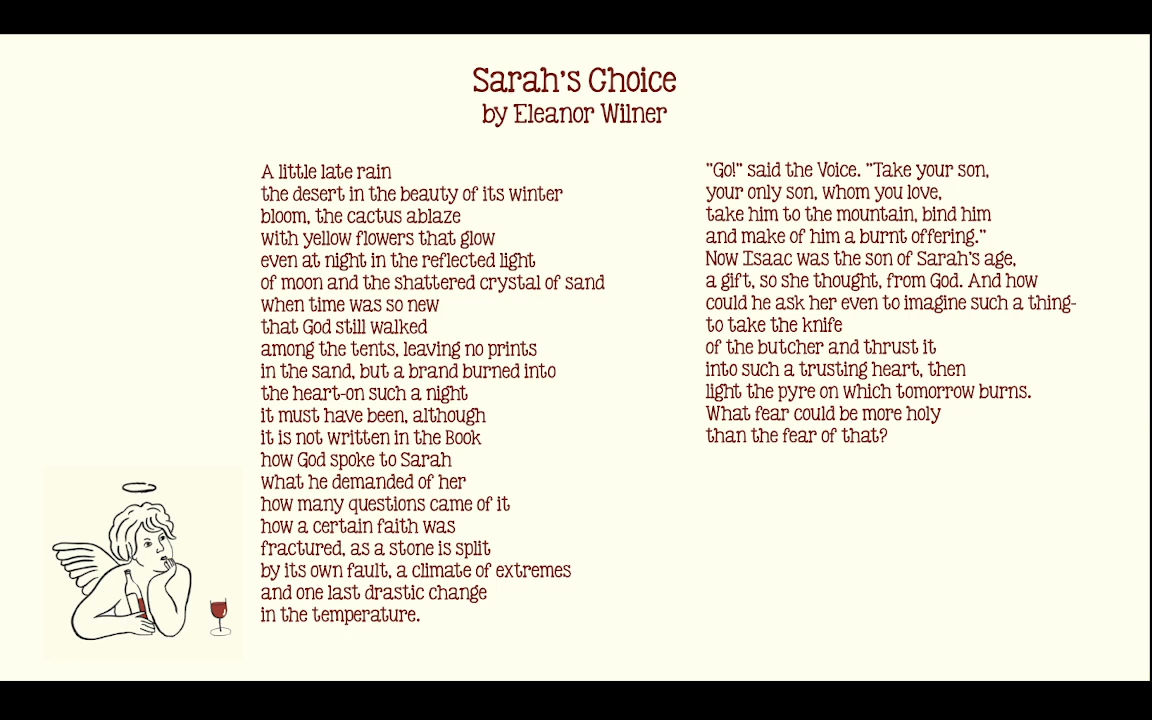 Sarah's Choice
by Eleanor Wilner
A little late rain
the desert in the beauty of its winter
bloom, the cactus ablaze
with yellow flowers that glow
even at night in the reflected light
of moon and the shattered crystal of sand
when time was so new
that God still walked
among the tents, leaving no prints
in the sand, but a brand burned into
the heart-on such a night
it must have been, although
it is not written in the Book
how God spoke to Sarah
what he demanded of her
how many questions came of it
how a certain faith was
fractured, as a stone is split
by its own fault, a climate of extremes
and one last drastic change
in the temperature.
"Go!" said the Voice. "Take your son,
your only son, whom you love,
take him to the mountain, bind him
and make of him a burnt offering."
Now Isaac was the son of Sarah's age,
a gift, so she thought, from God. And how
could he ask her even to imagine such a thing-
to take the knife
of the butcher and thrust it
into such a trusting heart, then
light the pyre on which tomorrow burns.
What fear could be more holy
than the fear of that?